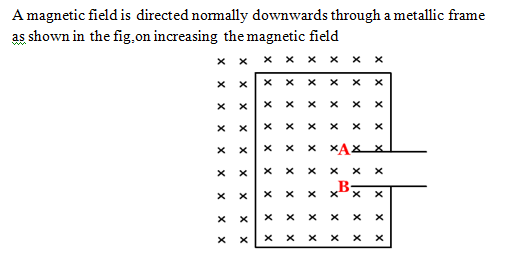 A magnetic field is directed normally downwards through a metallic frame
as shown in the fig,on increasing the magnetic field
× × × × × × × ×
× × × × × × × ×
× × × × × × × ×
× × × × × × × ×
× × × × × ×A× ×
× × × × × × × ×
× × × × × ×B× ×
× × × × × × × ×
× × × × × × × ×